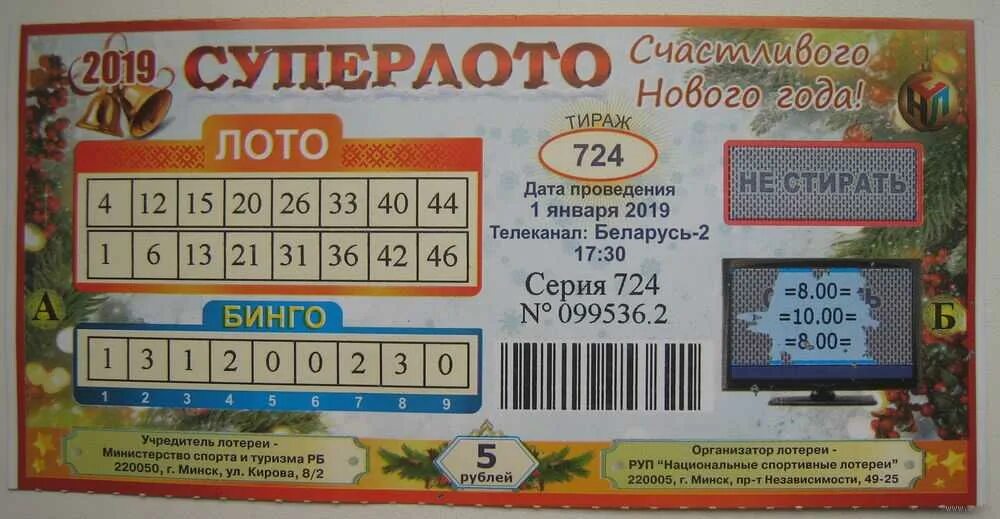 2019
СУПЕРЛОТО
Счастливого
Нового года!
НЛ
ЛОТО
4 12 15 20 26 33 40 44
1 6 13 21 31 36 42 46
ТИРАЖ
724
Дата проведения
1 января 2019
Телеканал: Беларусь-2
17:30
Серия 724
№ 099536.2
НЕ СТИРАТЬ
А
БИНГО
1 3 1 2 0 0 2 3 0
1 2 3 4 5 6 7 8 9
=8.00=
=10.00=
=8.00=
Б
Учредитель лотереи -
Министерство спорта и туризма РБ
220050, г. Минск, ул. Кирова, 8/2
5
рублей
Организатор лотереи -
РУП "Национальные спортивные лотереи"
220005, г. Минск, пр-т Независимости, 49-25